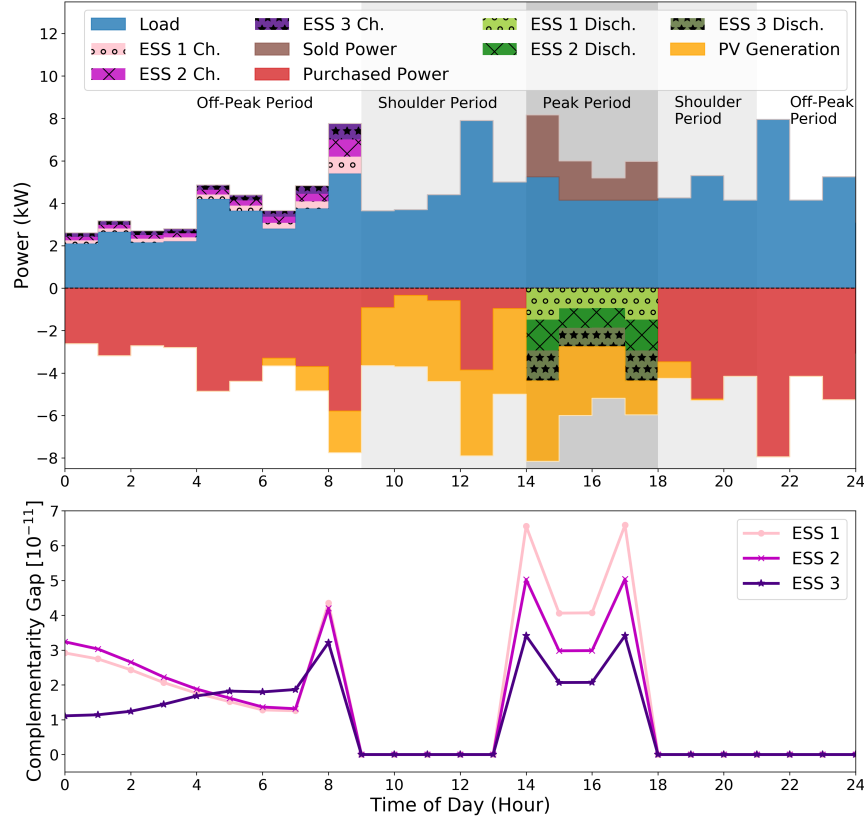 Load
ESS 1 Ch.
ESS 2 Ch.
ESS 3 Ch.
Sold Power
Purchased Power
ESS 1 Disch.
ESS 2 Disch.
ESS 3 Disch.
PV Generation
Off-Peak Period
Shoulder Period
Peak Period
Shoulder
Period
Off-Peak
Period
Power (kW)
12
10
8
6
4
2
0
−2
−4
−6
−8
0 2 4 6 8 10 12 14 16 18 20 22 24
Complementarity Gap [10⁻¹¹]
7
6
5
4
3
2
1
0
ESS 1
ESS 2
ESS 3
0 2 4 6 8 10 12 14 16 18 20 22 24
Time of Day (Hour)